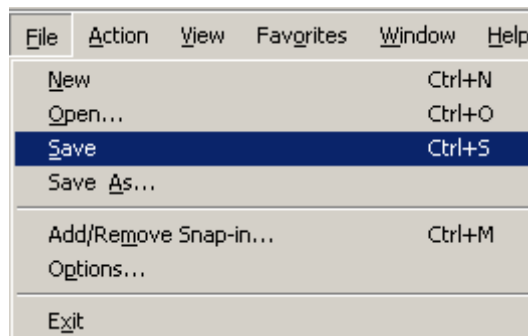 File Action View Favorites Window Help
New Ctrl+N
Open... Ctrl+O
Save Ctrl+S
Save As...
Add/Remove Snap-in... Ctrl+M
Options...
Exit